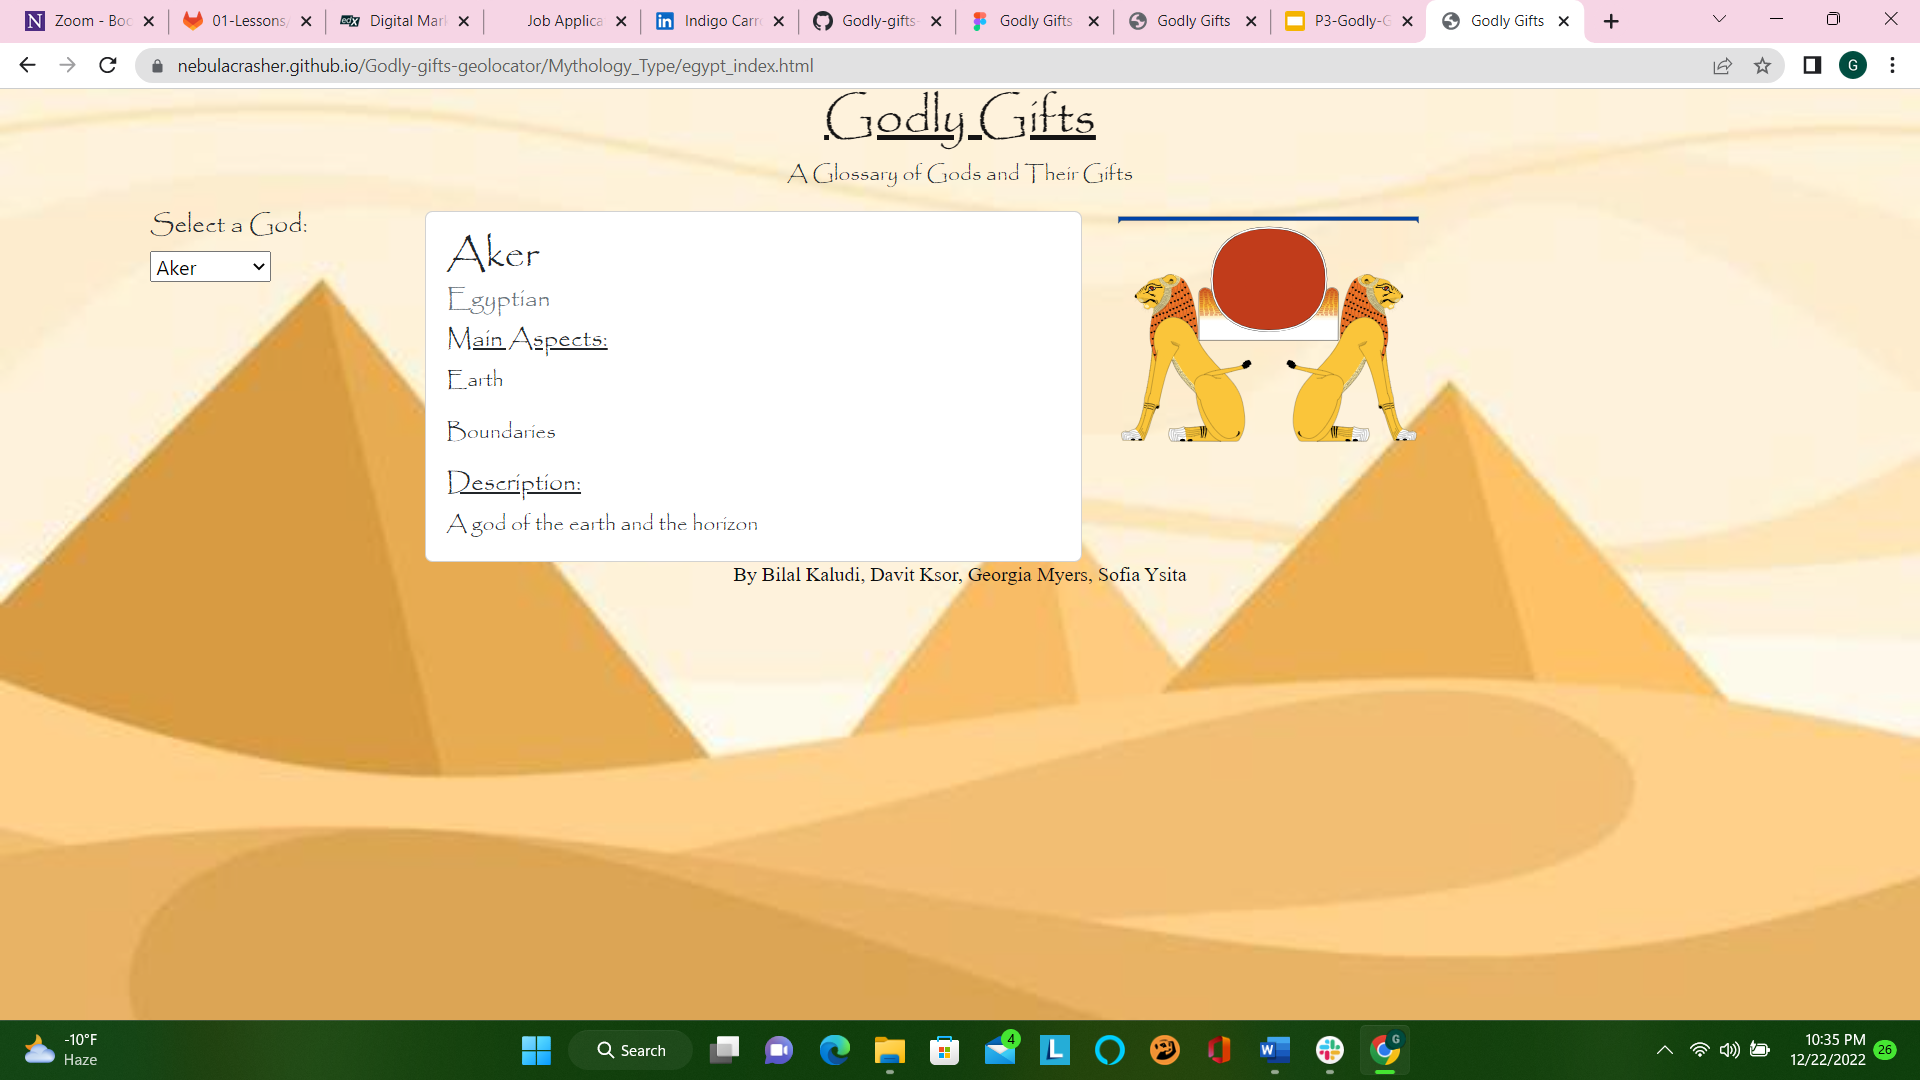 Zoom - Boo
01-Lessons/
edX Digital Mark
Job Applica
in Indigo Carr
Godly-gifts-
Godly Gifts
Godly Gifts
P3-Godly-G
Godly Gifts
nebulacrasher.github.io/Godly-gifts-geolocator/Mythology_Type/egypt_index.html
G
Godly Gifts
A Glossary of Gods and Their Gifts
Select a God:
Aker
Aker
Egyptian
Main Aspects:
Earth
Boundaries
Description:
A god of the earth and the horizon
By Bilal Kaludi, Davit Ksor, Georgia Myers, Sofia Ysita
-10°F
Haze
Search
4
L
W
G
10:35 PM
12/22/2022
26